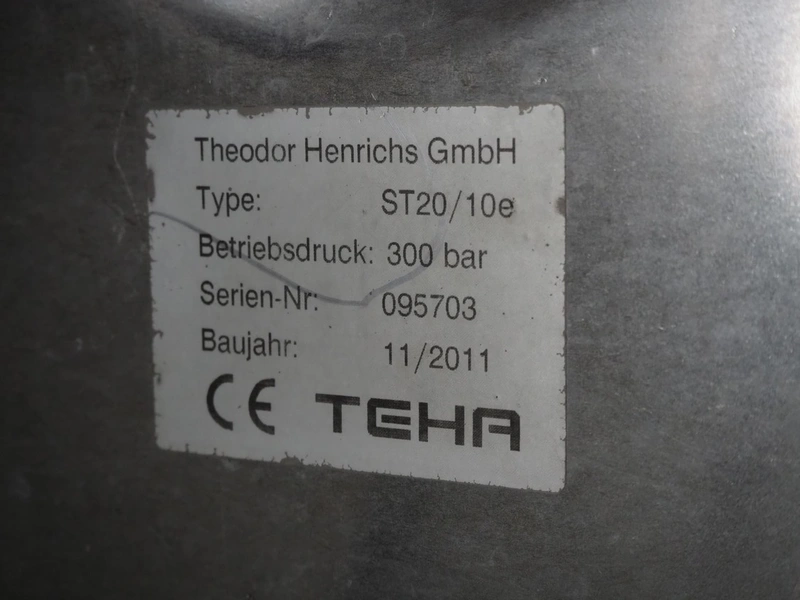 Theodor Henrichs GmbH
Type: ST20/10e
Betriebsdruck: 300 bar
Serien-Nr: 095703
Baujahr: 11/2011
CE TEHA